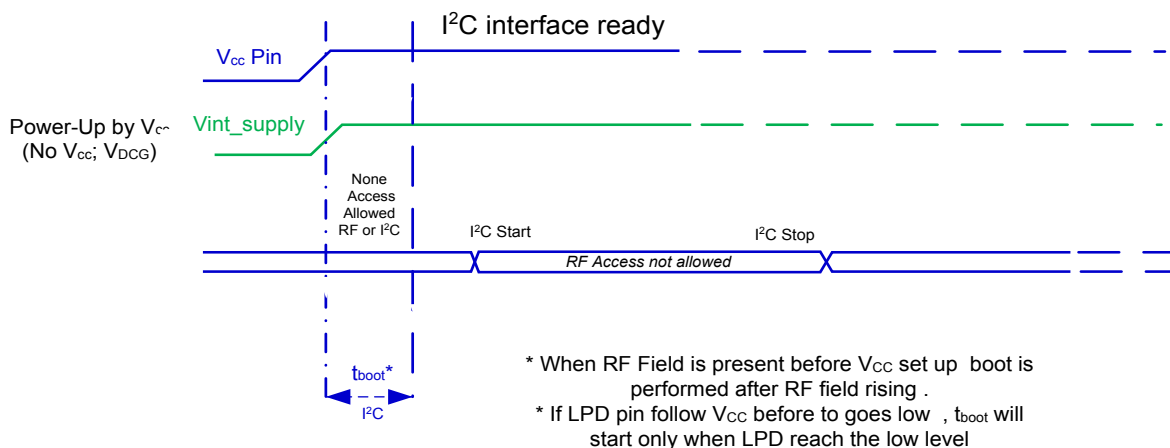 I²C interface ready
Vcc Pin
Vint_supply
Power-Up by Vcc
(No Vcc; VDCG)
None
Access
Allowed
RF or I²C
I²C Start
I²C Stop
RF Access not allowed
tboot*
I²C
* When RF Field is present before VCC set up boot is
performed after RF field rising .
* If LPD pin follow VCC before to goes low , tboot will
start only when LPD reach the low level